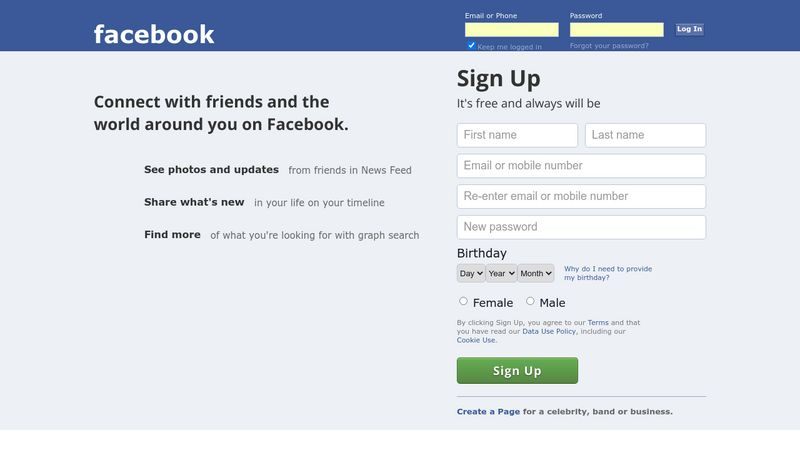 facebook
Email or Phone
Password
Log In
Keep me logged in
Forgot your password?
Connect with friends and the
world around you on Facebook.
See photos and updates from friends in News Feed
Share what's new in your life on your timeline
Find more of what you're looking for with graph search
Sign Up
It's free and always will be
First name
Last name
Email or mobile number
Re-enter email or mobile number
New password
Birthday
Day
Year
Month
Why do I need to provide
my birthday?
Female
Male
By clicking Sign Up, you agree to our Terms and that
you have read our Data Use Policy, including our
Cookie Use.
Sign Up
Create a Page for a celebrity, band or business.